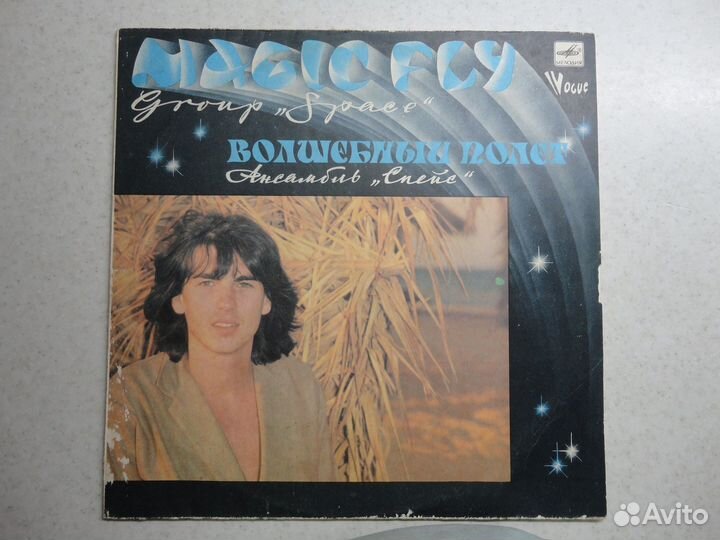 MAGIC FLY
Group „Space“
МЕЛОДИЯ
Vogue
ВОЛШЕБНЫЙ ПОЛЕТ
Ансамбль „Спейс“
Avito